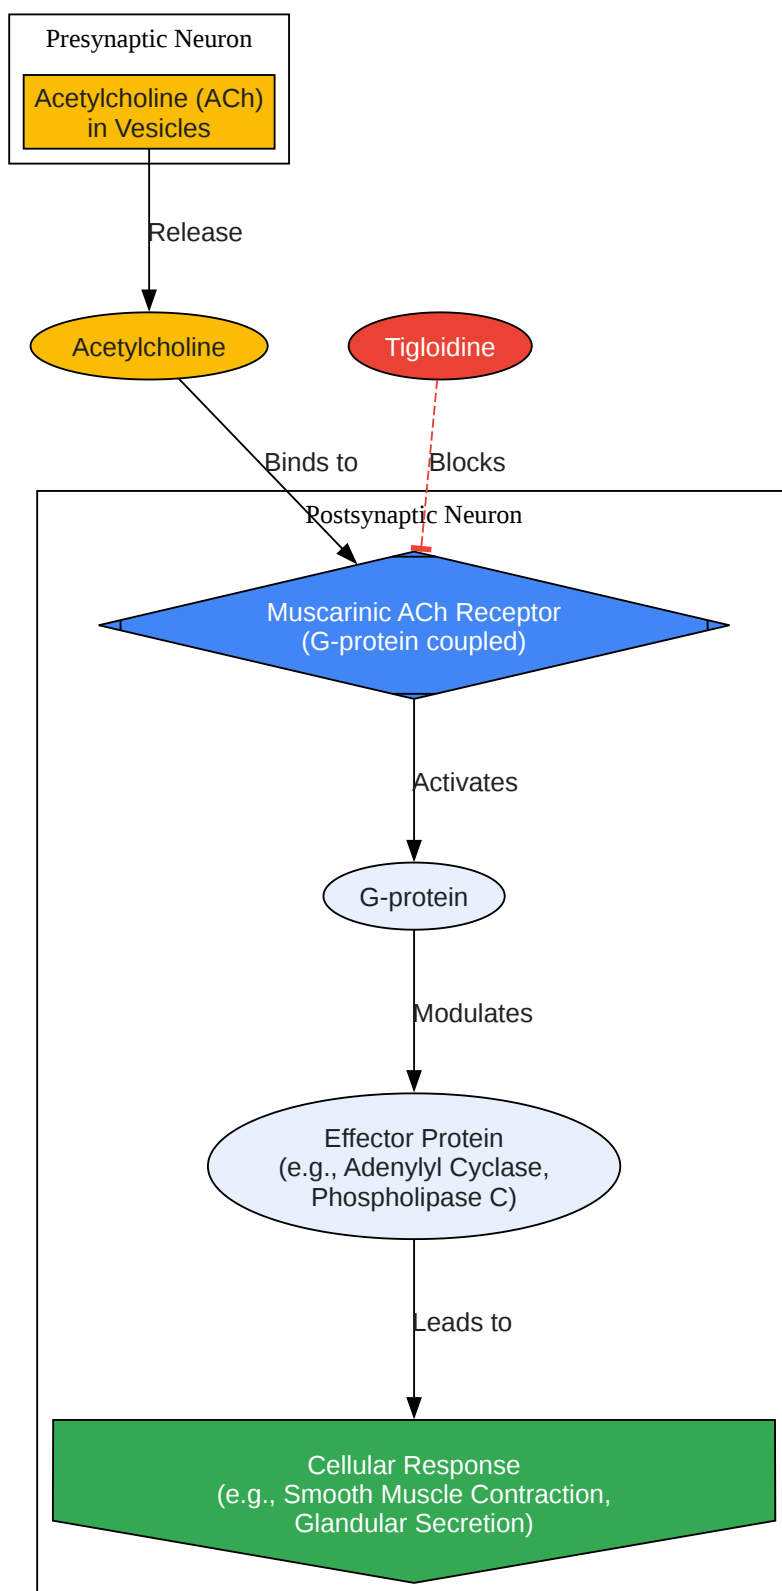 Presynaptic Neuron
Acetylcholine (ACh)
in Vesicles
Release
Acetylcholine
Tigloidine
Binds to
Blocks
Postsynaptic Neuron
Muscarinic ACh Receptor
(G-protein coupled)
Activates
G-protein
Modulates
Effector Protein
(e.g., Adenylyl Cyclase,
Phospholipase C)
Leads to
Cellular Response
(e.g., Smooth Muscle Contraction,
Glandular Secretion)